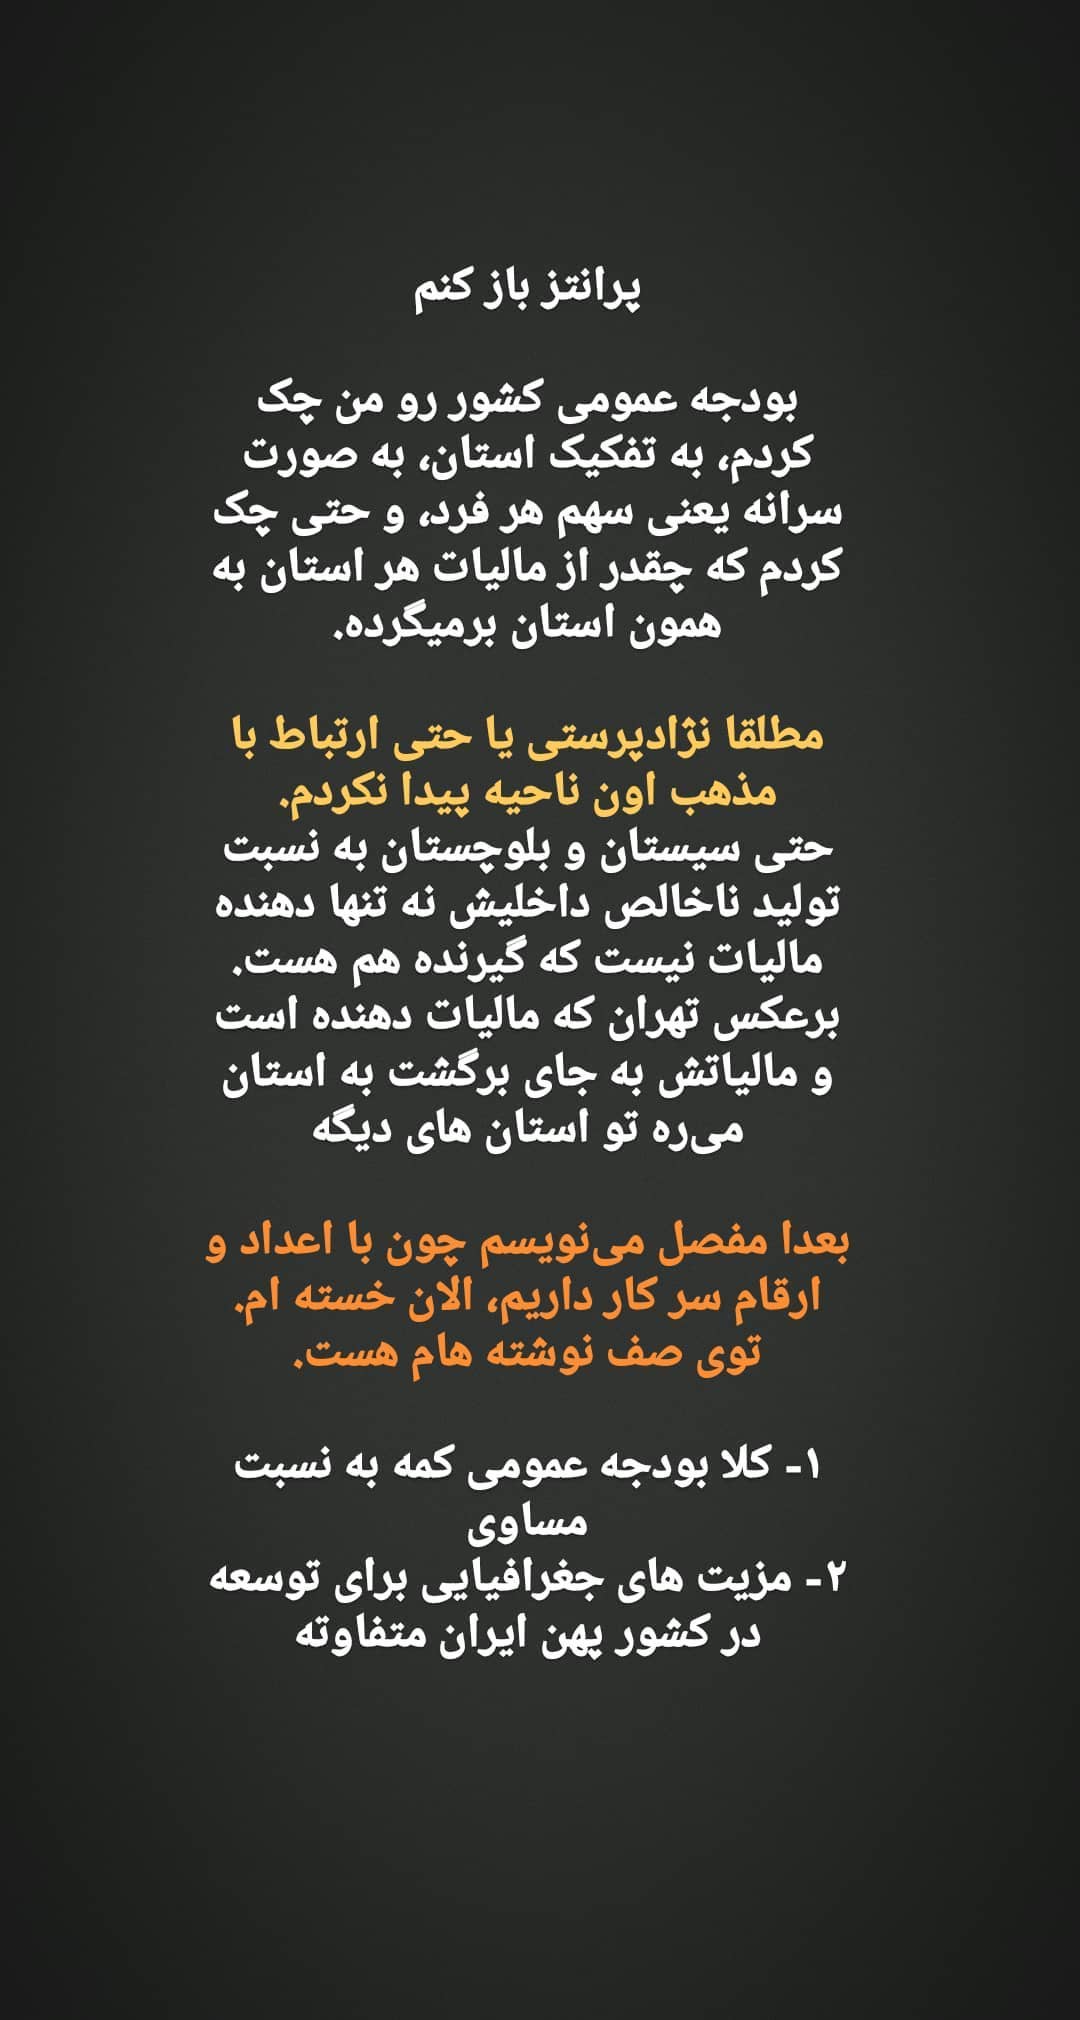 پرانتز باز کنم
بودجه عمومی کشور رو من چک
کردم، به تفکیک استان، به صورت
سرانه یعنی سهم هر فرد، و حتی چک
کردم که چقدر از مالیات هر استان به
همون استان برمیگرده.
مطلقا نژادپرستی یا حتی ارتباط با
مذهب اون ناحیه پیدا نکردم.
حتی سیستان و بلوچستان به نسبت
تولید ناخالص داخلیش نه تنها دهنده
مالیات نیست که گیرنده هم هست.
برعکس تهران که مالیات دهنده است
و مالیاتش به جای برگشت به استان
می‌ره تو استان های دیگه
بعدا مفصل می‌نویسم چون با اعداد و
ارقام سر کار داریم، الان خسته ام.
توی صف نوشته هام هست.
۱- کلا بودجه عمومی کمه به نسبت
مساوی
۲- مزیت های جغرافیایی برای توسعه
در کشور پهن ایران متفاوته